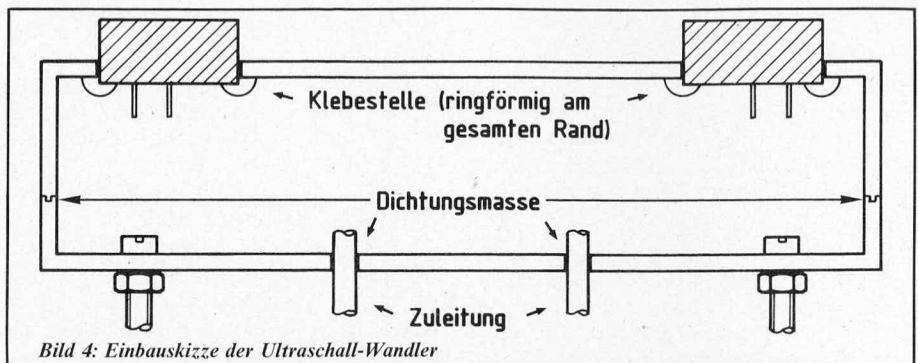 Klebestelle (ringförmig am
gesamten Rand)
Dichtungsmasse
Zuleitung
Bild 4: Einbauskizze der Ultraschall-Wandler